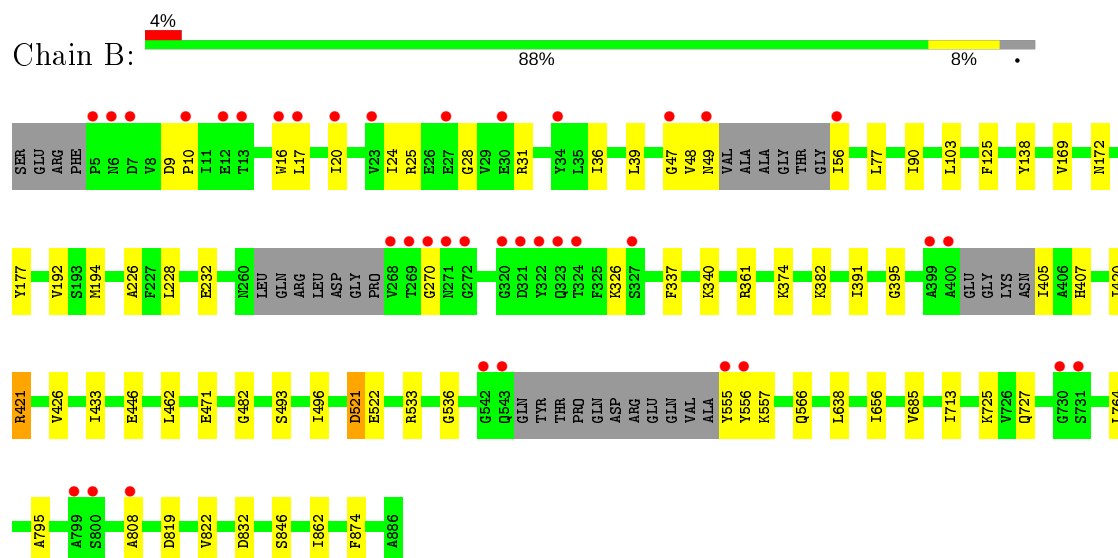 4%
Chain B:
88% 8% •
SER GLU ARG PHE P5 N6 D7 V8 D9 P10 I11 E12 T13 W16 L17 I20 V23 I24 R25 E26 E27 G28 V29 E30 R31 Y34 L35 I36 L39 G47 V48 N49 VAL ALA ALA GLY THR GLY I56 L77 I90 L103 F125 Y138 V169 N172
Y177 V192 S193 M194 A226 F227 L228 E232 N260 LEU GLN ARG LEU ASP GLY PRO V268 T269 G270 N271 G272 G320 D321 Y322 Q323 T324 F325 K326 S327 F337 K340 R361 K374 K382 I391 G395 A399 A400 GLU GLY LYS ASN I405 A406 H407 I420
R421 V426 I433 E446 L462 E471 G482 S493 I496 D521 E522 R533 G536 G542 Q543 GLN TYR THR PRO GLN ASP ARG GLU GLN VAL ALA Y555 Y556 K557 Q566 L638 I656 V685 I713 K725 V726 Q727 G730 S731
A795 A799 S800 A808 D819 V822 D832 S846 I862 F874 A886